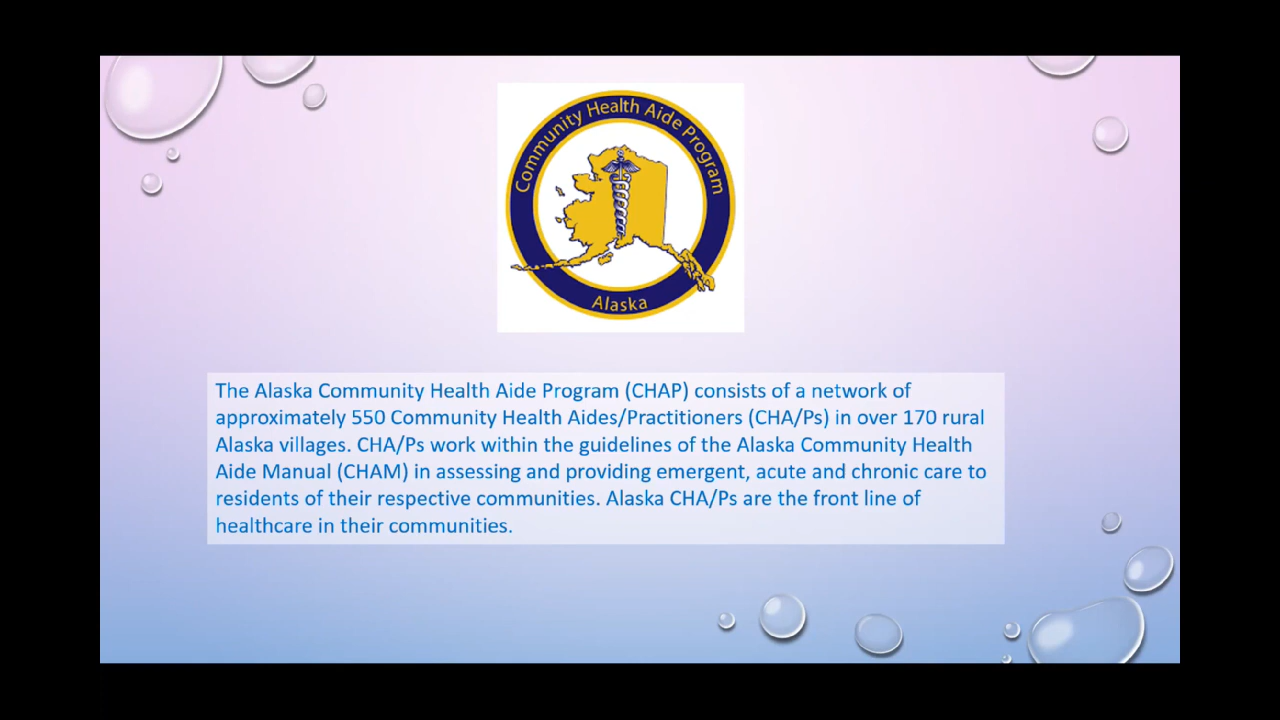 Community Health Aide Program
Alaska
The Alaska Community Health Aide Program (CHAP) consists of a network of
approximately 550 Community Health Aides/Practitioners (CHA/Ps) in over 170 rural
Alaska villages. CHA/Ps work within the guidelines of the Alaska Community Health
Aide Manual (CHAM) in assessing and providing emergent, acute and chronic care to
residents of their respective communities. Alaska CHA/Ps are the front line of
healthcare in their communities.